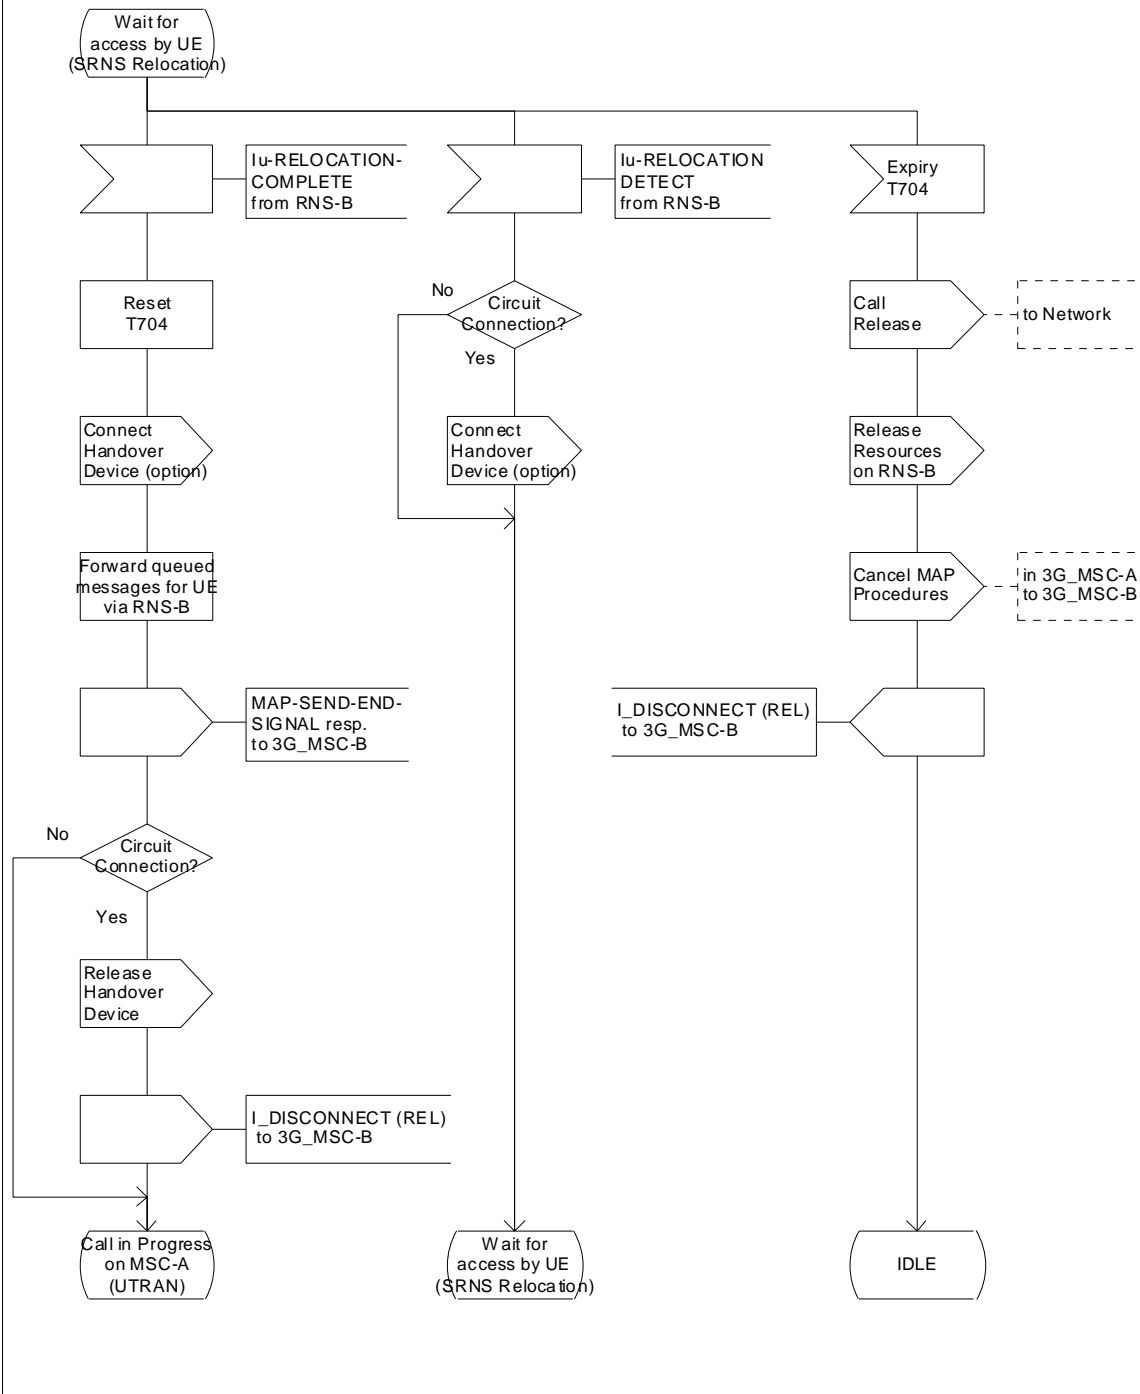 Wait for
access by UE
(SRNS Relocation)
Iu-RELOCATION-
COMPLETE
from RNS-B
Iu-RELOCATION
DETECT
from RNS-B
Expiry
T704
Reset
T704
No
Circuit
Connection?
Yes
Call
Release
to Network
Connect
Handover
Device (option)
Connect
Handover
Device (option)
Release
Resources
on RNS-B
Forward queued
messages for UE
via RNS-B
Cancel MAP
Procedures
in 3G_MSC-A
to 3G_MSC-B
MAP-SEND-END-
SIGNAL resp.
to 3G_MSC-B
I_DISCONNECT (REL)
to 3G_MSC-B
No
Circuit
Connection?
Yes
Release
Handover
Device
I_DISCONNECT (REL)
to 3G_MSC-B
Call in Progress
on MSC-A
(UTRAN)
Wait for
access by UE
(SRNS Relocation)
IDLE